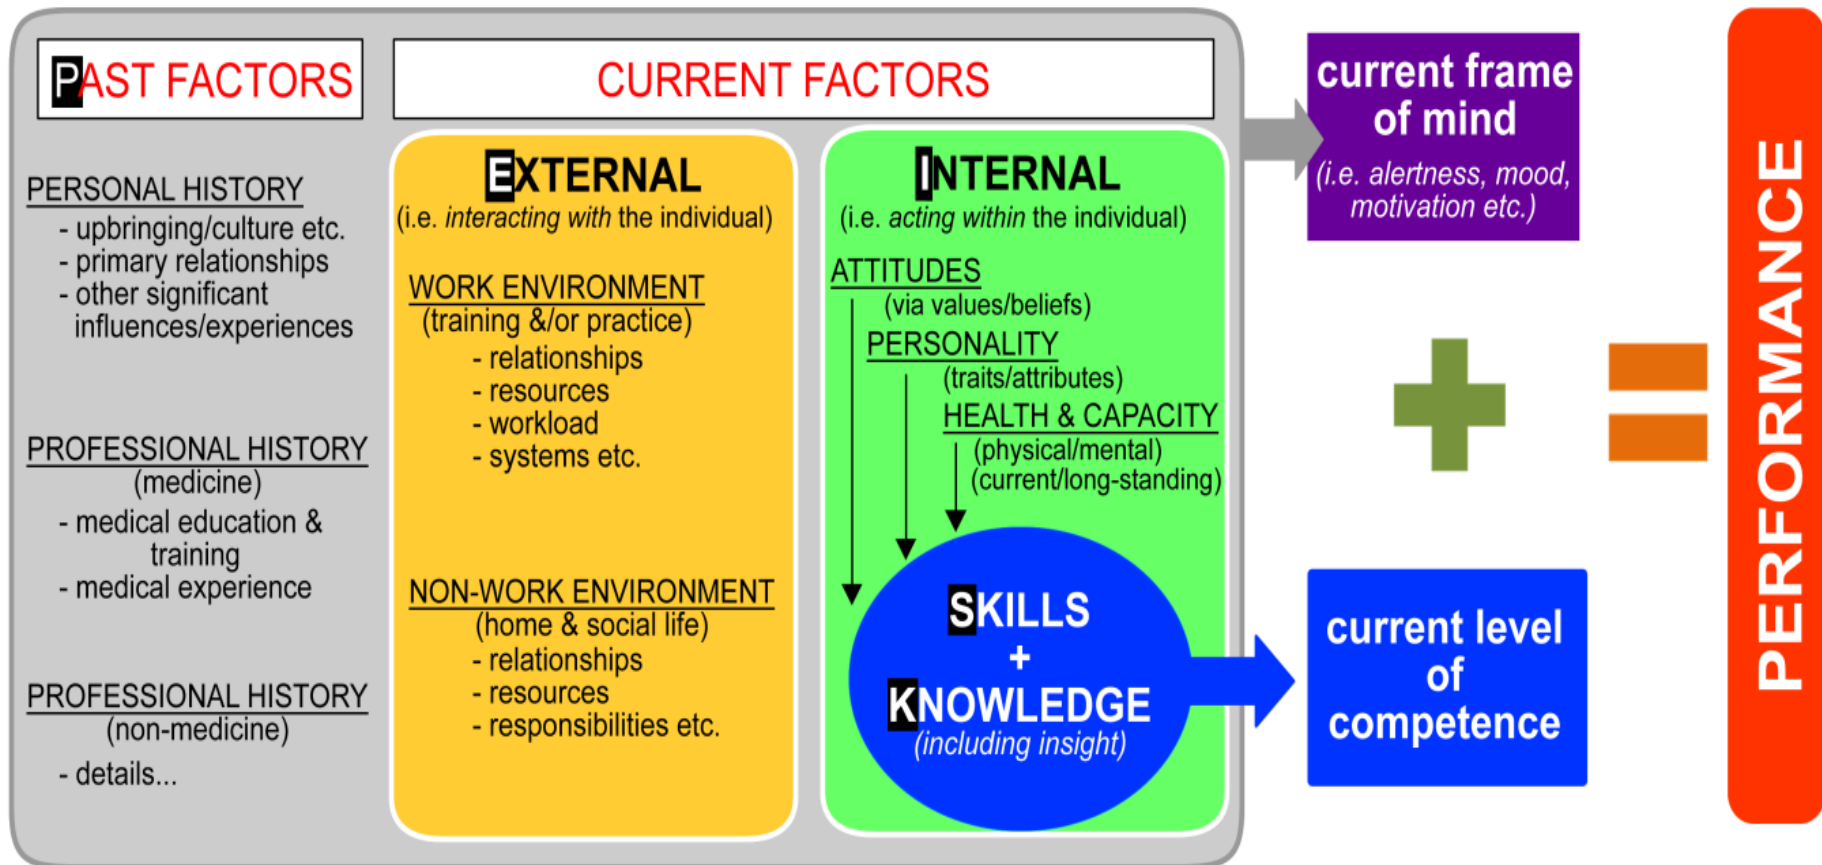 PAST FACTORS
PERSONAL HISTORY
- upbringing/culture etc.
- primary relationships
- other significant
influences/experiences
PROFESSIONAL HISTORY
(medicine)
- medical education &
training
- medical experience
PROFESSIONAL HISTORY
(non-medicine)
- details...
CURRENT FACTORS
EXTERNAL
(i.e. interacting with the individual)
WORK ENVIRONMENT
(training &/or practice)
- relationships
- resources
- workload
- systems etc.
NON-WORK ENVIRONMENT
(home & social life)
- relationships
- resources
- responsibilities etc.
INTERNAL
(i.e. acting within the individual)
ATTITUDES
(via values/beliefs)
PERSONALITY
(traits/attributes)
HEALTH & CAPACITY
(physical/mental)
(current/long-standing)
SKILLS
+
KNOWLEDGE
(including insight)
current frame
of mind
(i.e. alertness, mood,
motivation etc.)
current level
of
competence
PERFORMANCE